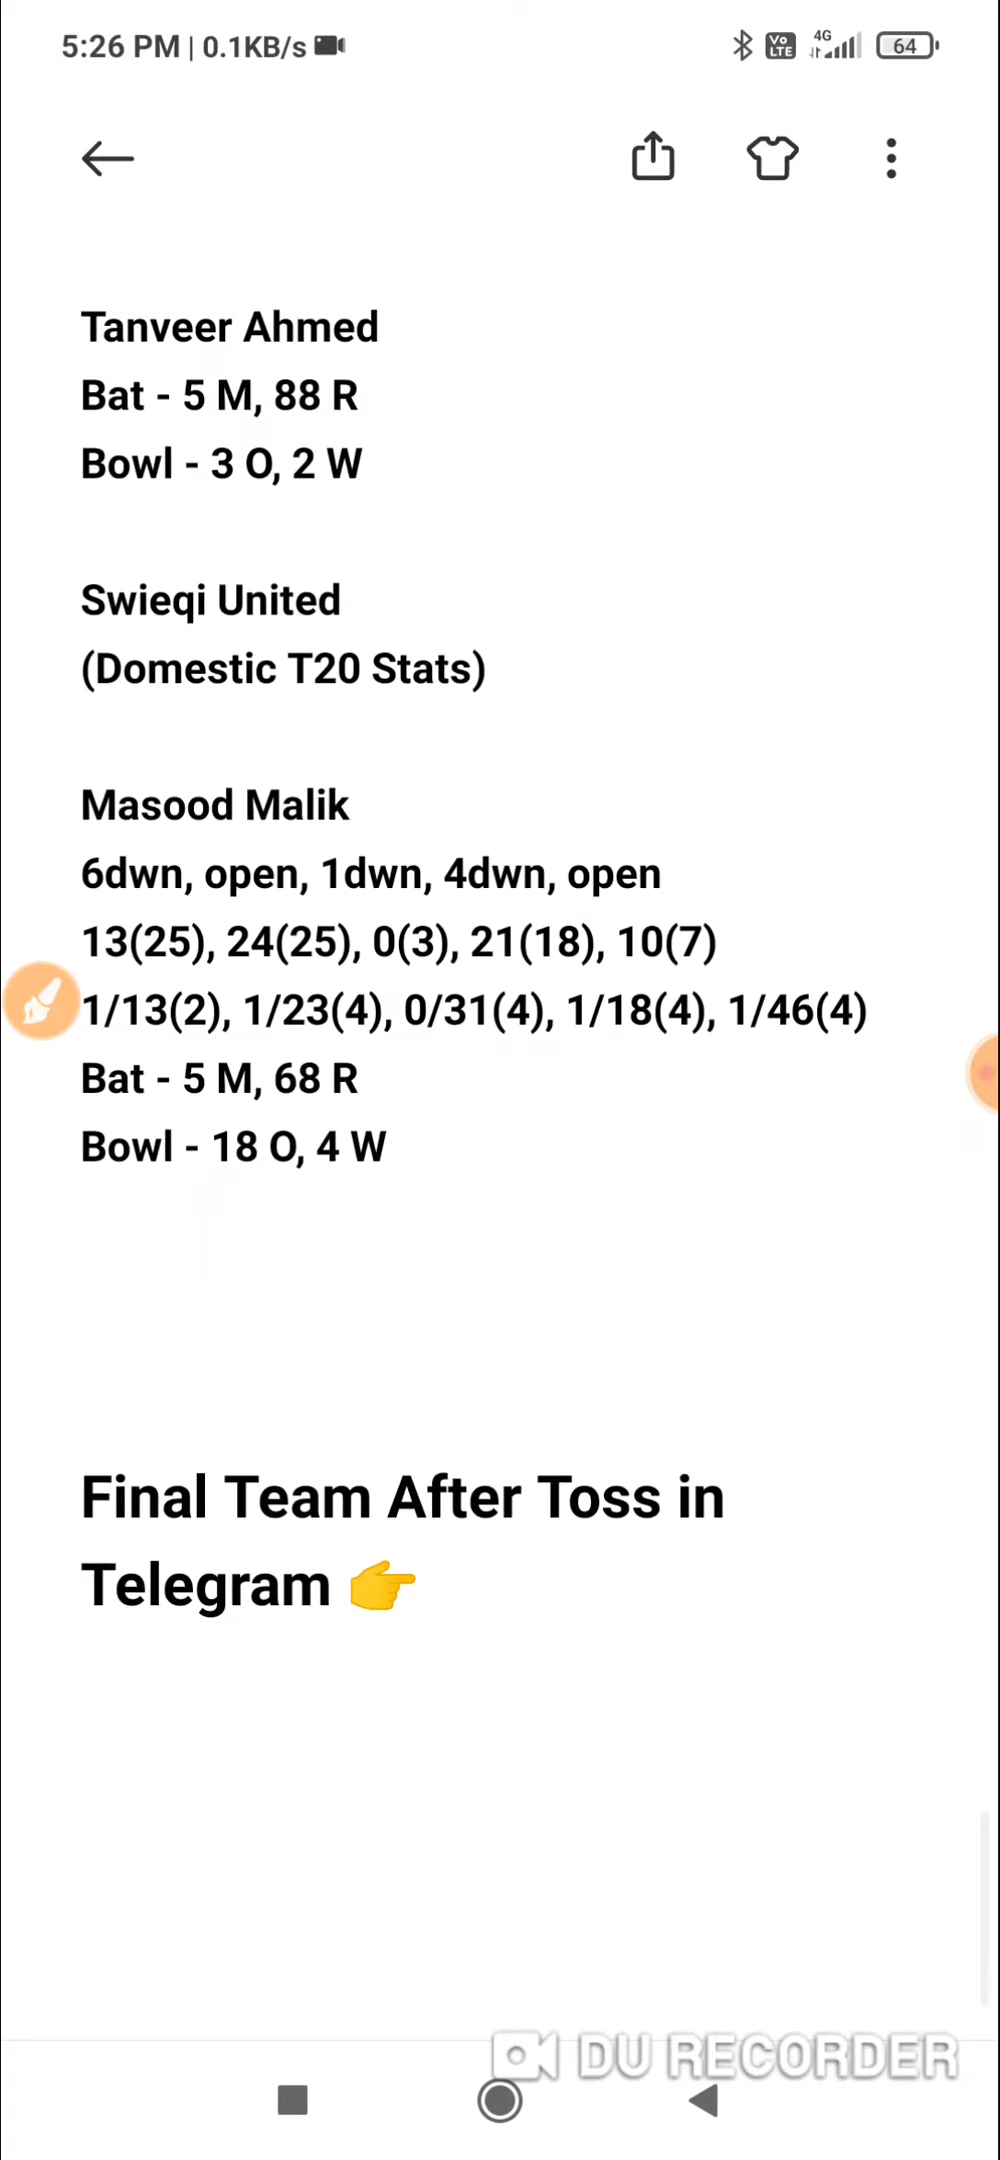 5:26 PM | 0.1KB/s
Vo LTE 4G 64
Tanveer Ahmed
Bat - 5 M, 88 R
Bowl - 3 O, 2 W
Swieqi United
(Domestic T20 Stats)
Masood Malik
6dwn, open, 1dwn, 4dwn, open
13(25), 24(25), 0(3), 21(18), 10(7)
1/13(2), 1/23(4), 0/31(4), 1/18(4), 1/46(4)
Bat - 5 M, 68 R
Bowl - 18 O, 4 W
Final Team After Toss in
Telegram 👉
DU RECORDER